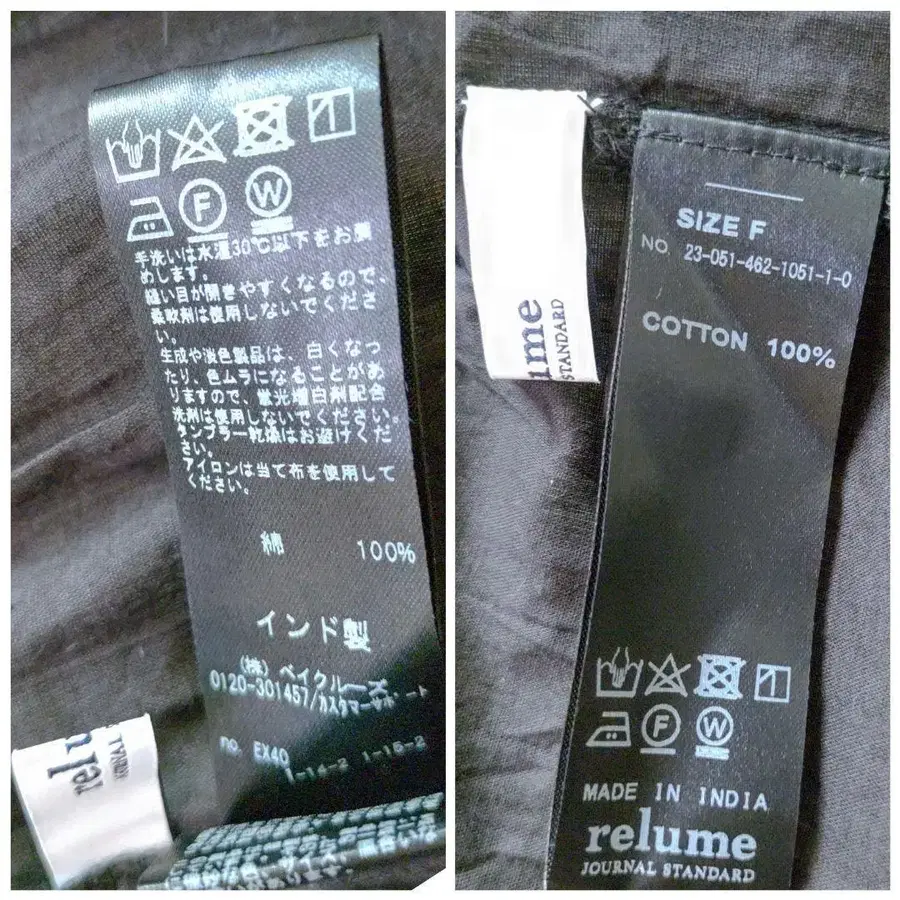 F
W
手洗いは水温30℃以下をお薦
めします。
縫い目が開きやすくなるので、
柔軟剤は使用しないでくださ
い。
生成や淡色製品は、白くなっ
たり、色ムラになることがあ
りますので、蛍光増白剤配合
洗剤は使用しないでください。
タンブラー乾燥はお避けくだ
さい。
アイロンは当て布を使用して
ください。
綿 100%
インド製
(株)ベイクルーズ
0120-301457/カスタマーサポート
no. EX40
1-14-2 1-15-2
relu
ume
STANDARD
SIZE F
NO. 23-051-462-1051-1-0
COTTON 100%
F
W
MADE IN INDIA
relume
JOURNAL STANDARD